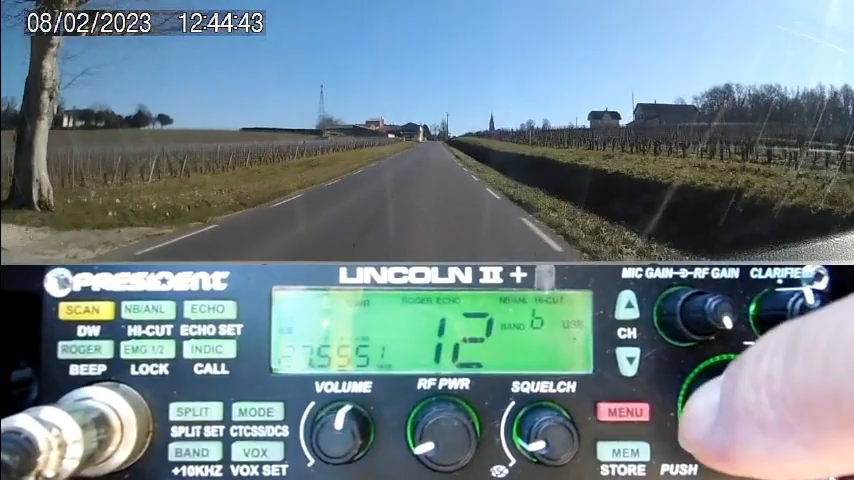 08/02/2023 12:44:43
PRESIDENT
LINCOLN II +
MIC GAIN RF GAIN CLARIFIE
SCAN NB/ANL ECHO
DW HI-CUT ECHO SET
ROGER EMG 1/2 INDIC
BEEP LOCK CALL
ROGER ECHO NB/ANL HI-CUT
12 BAND 6 USB
27.555
CH
VOLUME RF PWR SQUELCH
SPLIT MODE
SPLIT SET CTCSS/DCS
BAND VOX
+10KHZ VOX SET
MENU
MEM
STORE PUSH